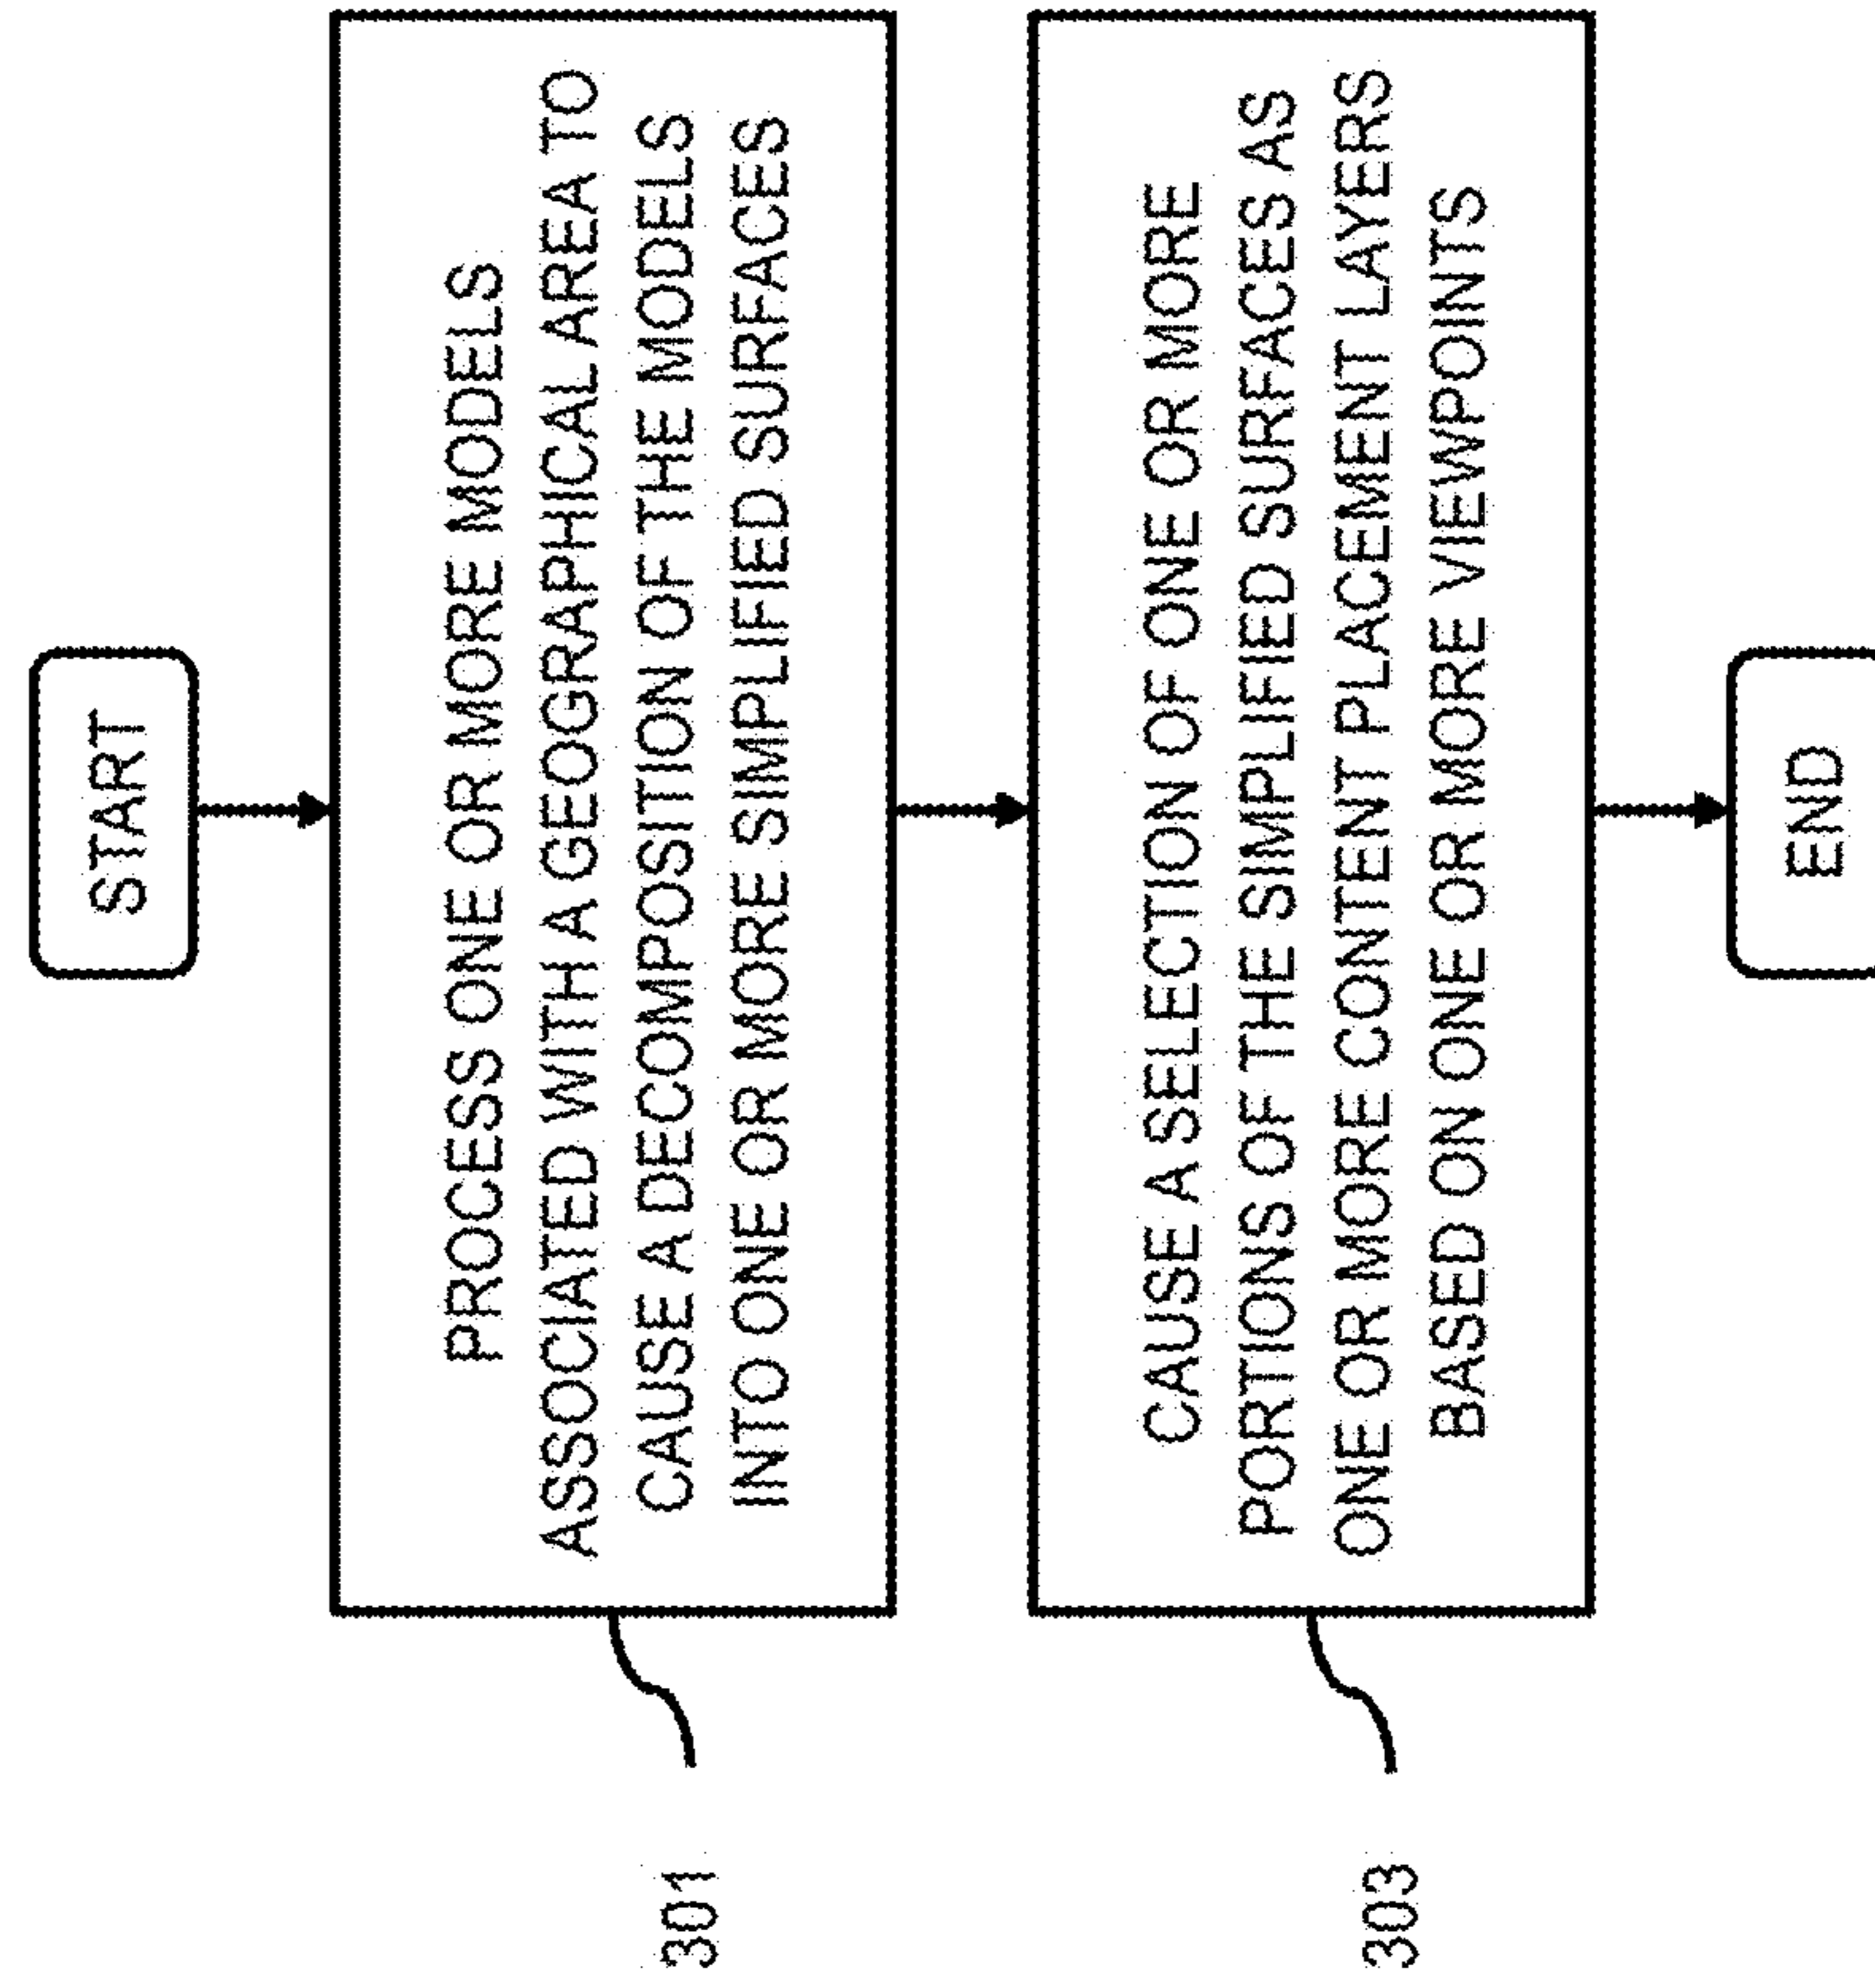 START
PROCESS ONE OR MORE MODELS
ASSOCIATED WITH A GEOGRAPHICAL AREA TO
CAUSE A DECOMPOSITION OF THE MODELS
INTO ONE OR MORE SIMPLIFIED SURFACES
301
CAUSE A SELECTION OF ONE OR MORE
PORTIONS OF THE SIMPLIFIED SURFACES AS
ONE OR MORE CONTENT PLACEMENT LAYERS
BASED ON ONE OR MORE VIEWPOINTS
303
END